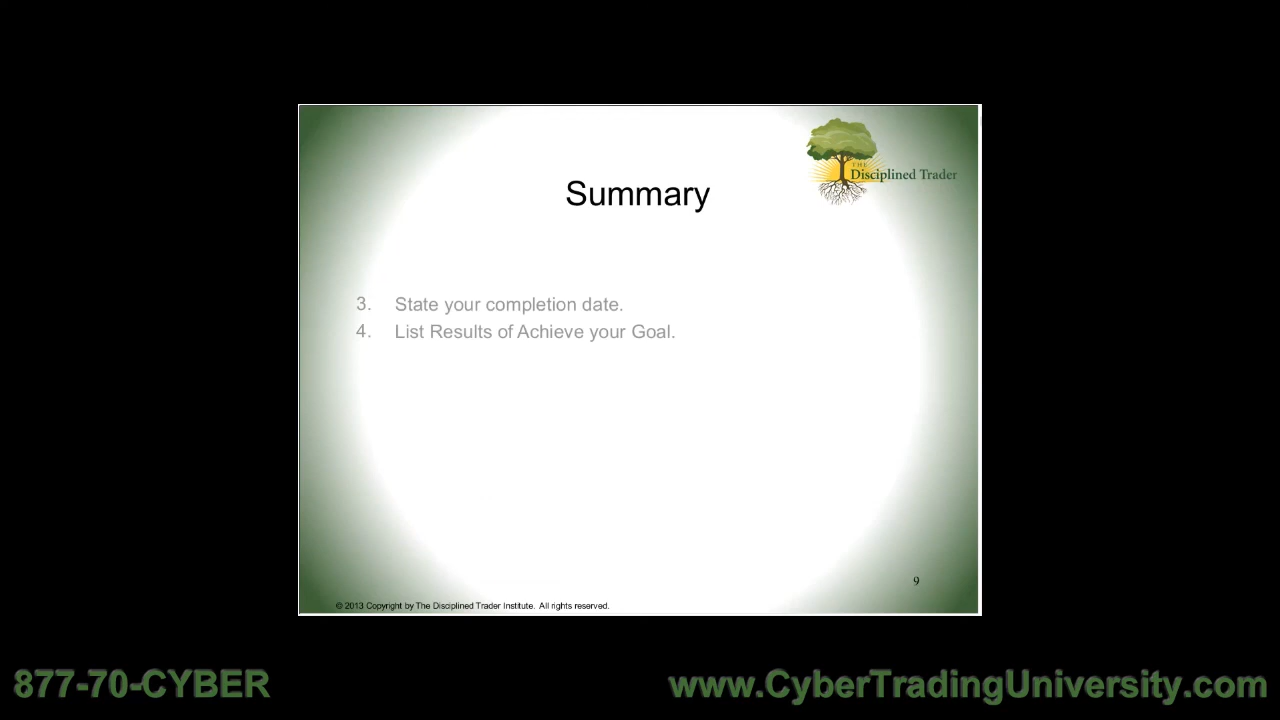 THE
Disciplined Trader
Summary
3. State your completion date.
4. List Results of Achieve your Goal.
9
© 2013 Copyright by The Disciplined Trader Institute. All rights reserved.
877-70-CYBER
www.CyberTradingUniversity.com